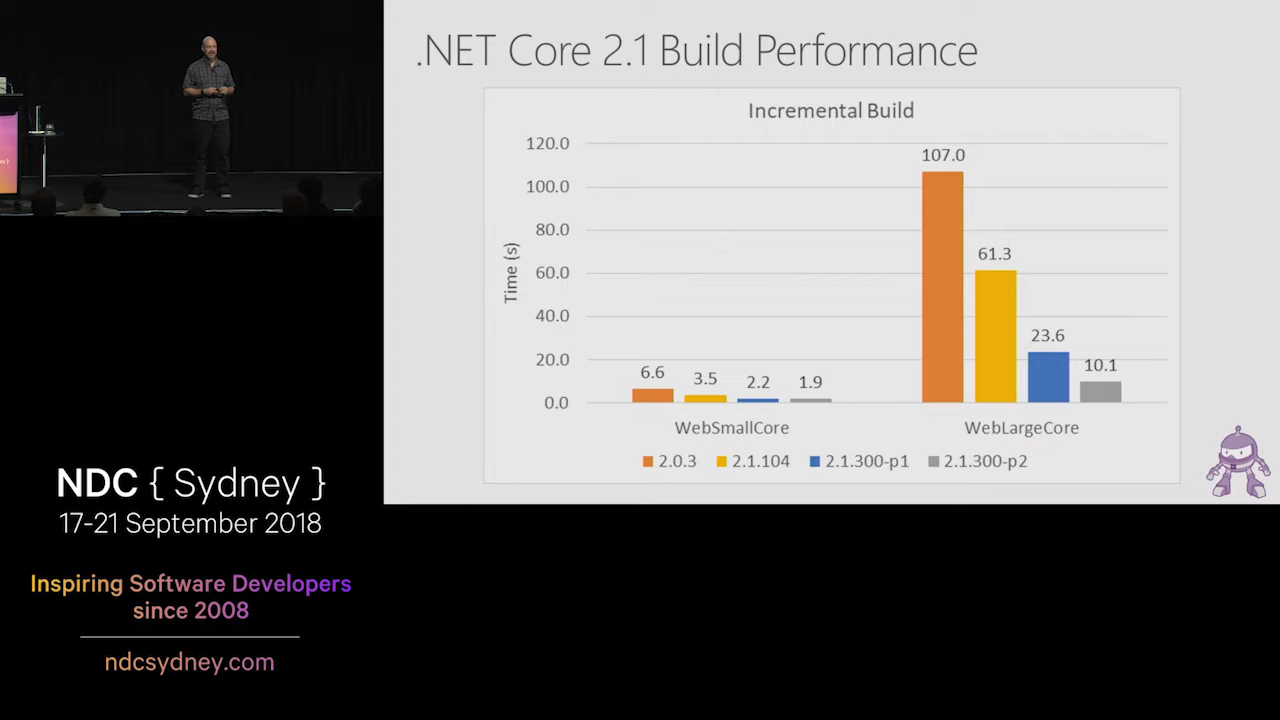 .NET Core 2.1 Build Performance
Incremental Build
Time (s)
120.0
100.0
80.0
60.0
40.0
20.0
0.0
6.6
3.5
2.2
1.9
107.0
61.3
23.6
10.1
WebSmallCore
WebLargeCore
2.0.3
2.1.104
2.1.300-p1
2.1.300-p2
NDC { Sydney }
17-21 September 2018
Inspiring Software Developers
since 2008
ndcsydney.com